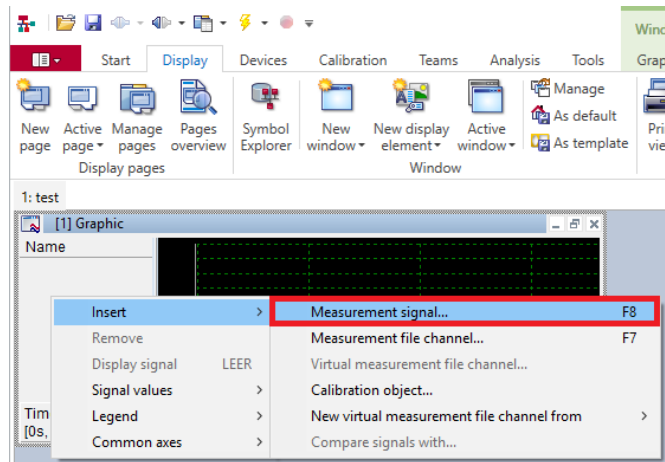 Wind
Start Display Devices Calibration Teams Analysis Tools Grap
New page
Active page
Manage pages
Pages overview
Symbol Explorer
New window
New display element
Active window
Manage
As default
As template
Pri
vie
Display pages
Window
1: test
[1] Graphic
Name
Insert
Remove
Display signal LEER
Signal values
Legend
Common axes
Measurement signal... F8
Measurement file channel... F7
Virtual measurement file channel...
Calibration object...
New virtual measurement file channel from
Compare signals with...
Tim
[0s,